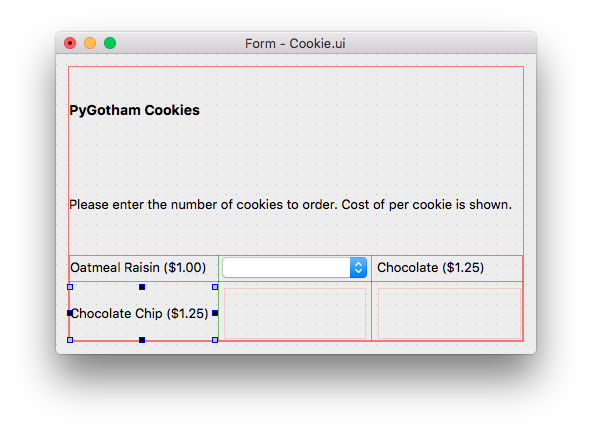 Form - Cookie.ui
PyGotham Cookies
Please enter the number of cookies to order. Cost of per cookie is shown.
Oatmeal Raisin ($1.00) Chocolate ($1.25)
Chocolate Chip ($1.25)